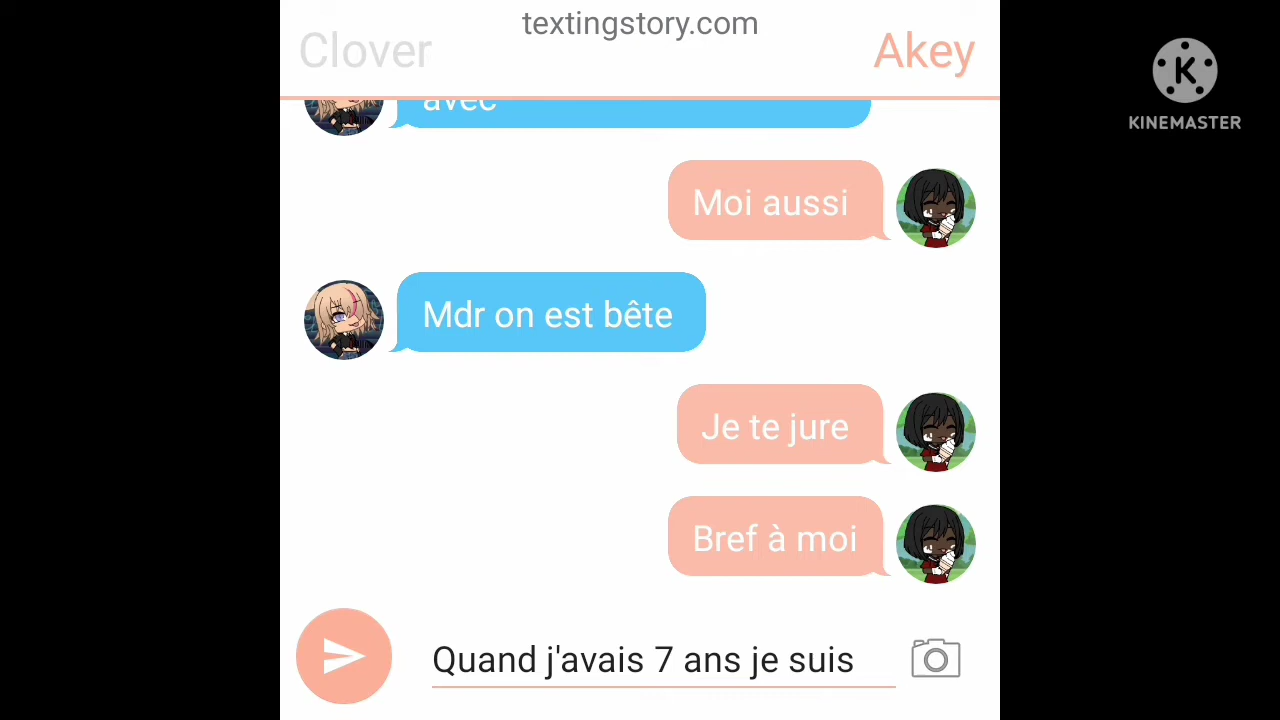 textingstory.com
Clover
Akey
avec
Moi aussi
Mdr on est bête
Je te jure
Bref à moi
Quand j'avais 7 ans je suis
K
KINEMASTER